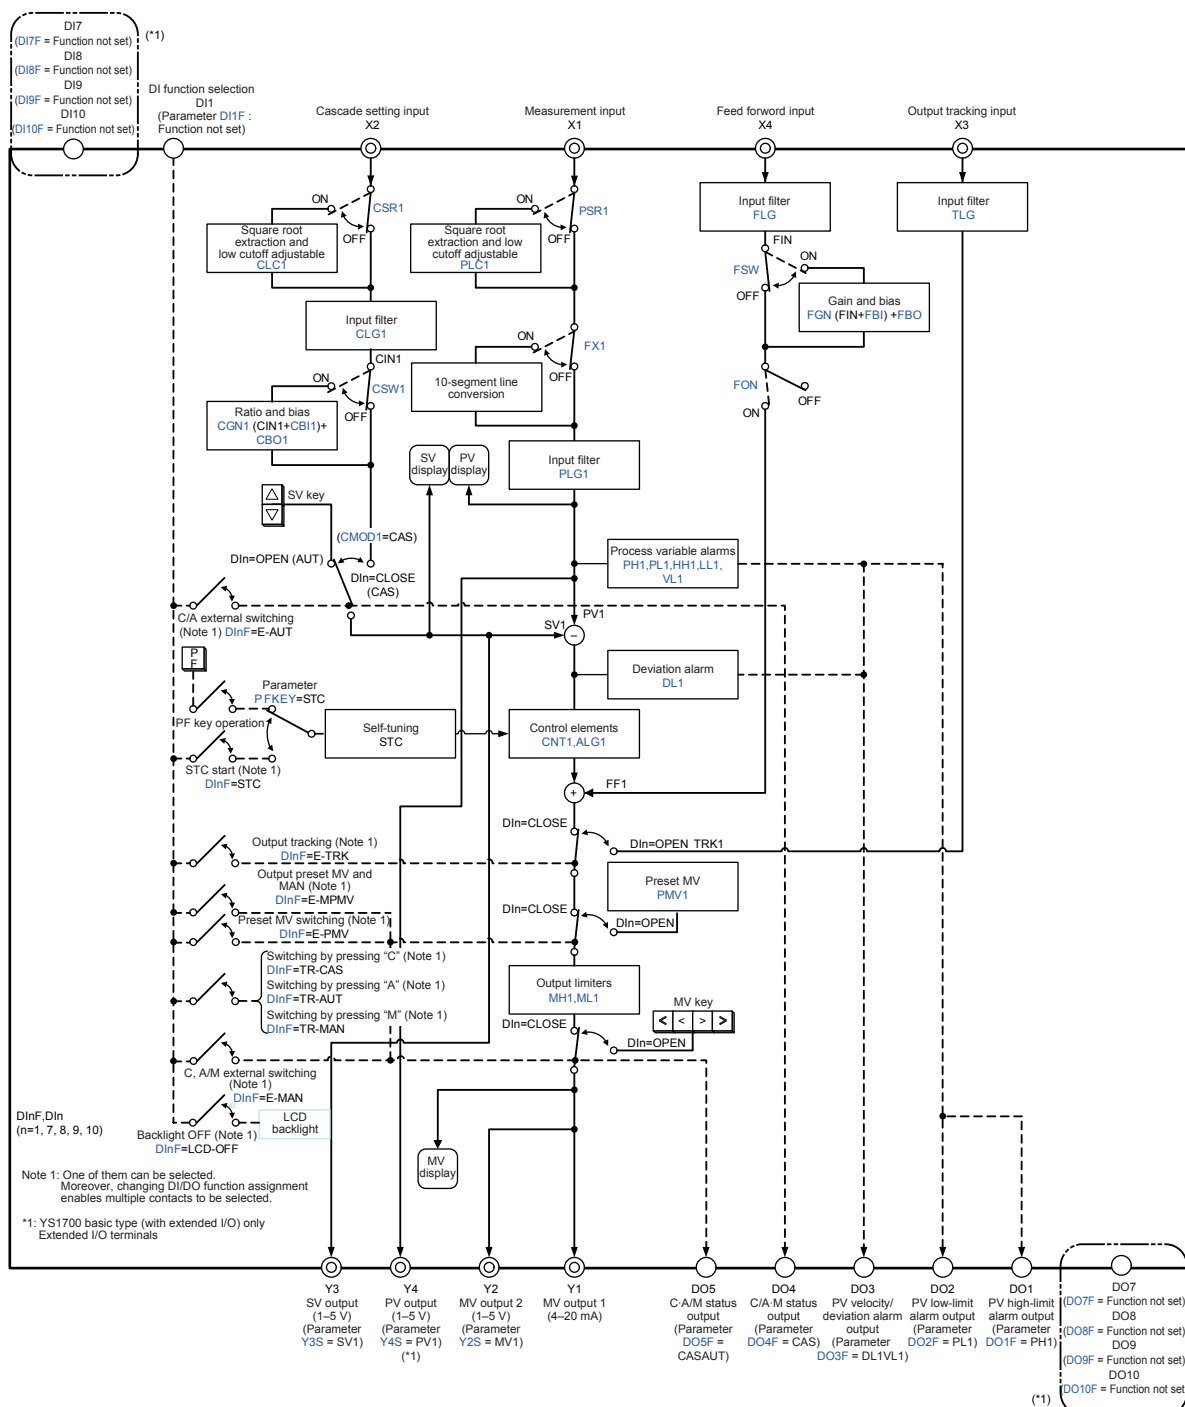 DI7
(DI7F = Function not set)
DI8
(DI8F = Function not set)
DI9
(DI9F = Function not set)
DI10
(DI10F = Function not set)
(*1)
DI function selection
DI1
(Parameter DI1F :
Function not set)
Cascade setting input
X2
Measurement input
X1
Feed forword input
X4
Output tracking input
X3
ON
CSR1
OFF
Square root
extraction and
low cutoff adjustable
CLC1
ON
PSR1
OFF
Square root
extraction and low
cutoff adjustable
PLC1
Input filter
FLG
Input filter
TLG
FIN
ON
FSW
OFF
Gain and bias
FGN (FIN+FBI) +FBO
Input filter
CLG1
CIN1
ON
CSW1
OFF
Ratio and bias
CGN1 (CIN1+CBI1)+
CBO1
ON
FX1
OFF
10-segment line
conversion
FON
OFF
ON
SV
display
PV
display
Input filter
PLG1
SV key
(CMOD1=CAS)
DIn=OPEN (AUT)
DIn=CLOSE
(CAS)
Process variable alarms
PH1,PL1,HH1,LL1,
VL1
C/A external switching
(Note 1) DInF=E-AUT
PV1
SV1
–
Deviation alarm
DL1
P
F
Parameter
PFKEY=STC
PF key operation
Self-tuning
STC
Control elements
CNT1,ALG1
STC start (Note 1)
DInF=STC
FF1
+
DIn=CLOSE
DIn=OPEN TRK1
Output tracking (Note 1)
DInF=E-TRK
Output preset MV and
MAN (Note 1)
DInF=E-MPMV
Preset MV
PMV1
DIn=CLOSE
DIn=OPEN
Preset MV switching (Note 1)
DInF=E-PMV
Switching by pressing “C” (Note 1)
DInF=TR-CAS
Switching by pressing “A” (Note 1)
DInF=TR-AUT
Switching by pressing “M” (Note 1)
DInF=TR-MAN
Output limiters
MH1,ML1
MV key
< < > >
DIn=CLOSE
DIn=OPEN
C, A/M external switching
(Note 1)
DInF=E-MAN
LCD
backlight
Backlight OFF (Note 1)
DInF=LCD-OFF
DInF,DIn
(n=1, 7, 8, 9, 10)
MV
display
Note 1: One of them can be selected.
Moreover, changing DI/DO function assignment
enables multiple contacts to be selected.
*1: YS1700 basic type (with extended I/O) only
Extended I/O terminals
Y3
SV output
(1–5 V)
(Parameter
Y3S = SV1)
Y4
PV output
(1–5 V)
(Parameter
Y4S = PV1)
(*1)
Y2
MV output 2
(1–5 V)
(Parameter
Y2S = MV1)
Y1
MV output 1
(4–20 mA)
DO5
C·A/M status
output
(Parameter
DO5F =
CASAUT)
DO4
C/A·M status
output
(Parameter
DO4F = CAS)
DO3
PV velocity/
deviation alarm
output
(Parameter
DO3F = DL1VL1)
DO2
PV low-limit
alarm output
(Parameter
DO2F = PL1)
DO1
PV high-limit
alarm output
(Parameter
DO1F = PH1)
DO7
(DO7F = Function not set)
DO8
(DO8F = Function not set)
DO9
(DO9F = Function not set)
DO10
(DO10F = Function not set)
(*1)